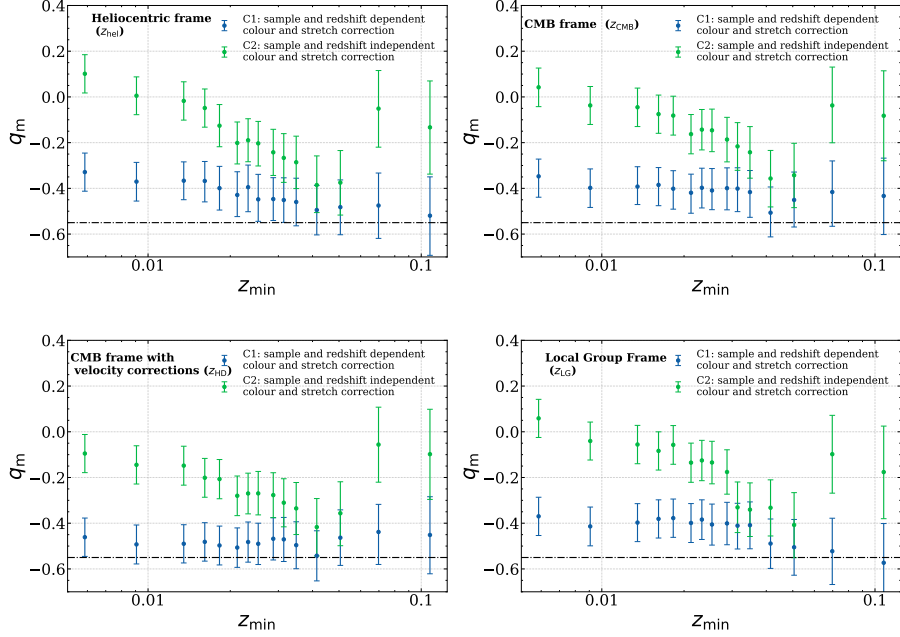 Heliocentric frame
(z_hel)
C1: sample and redshift dependent
colour and stretch correction
C2: sample and redshift independent
colour and stretch correction
0.4
0.2
0.0
−0.2
−0.4
−0.6
q_m
0.01
0.1
z_min
CMB frame (z_CMB)
C1: sample and redshift dependent
colour and stretch correction
C2: sample and redshift independent
colour and stretch correction
0.4
0.2
0.0
−0.2
−0.4
−0.6
q_m
0.01
0.1
z_min
CMB frame with
velocity corrections (z_HD)
C1: sample and redshift dependent
colour and stretch correction
C2: sample and redshift independent
colour and stretch correction
0.4
0.2
0.0
−0.2
−0.4
−0.6
q_m
0.01
0.1
z_min
Local Group Frame
(z_LG)
C1: sample and redshift dependent
colour and stretch correction
C2: sample and redshift independent
colour and stretch correction
0.4
0.2
0.0
−0.2
−0.4
−0.6
q_m
0.01
0.1
z_min